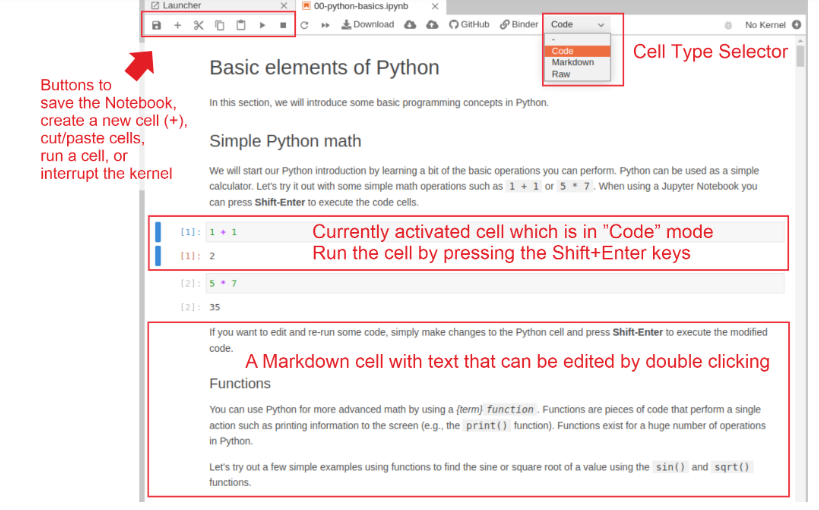 Launcher
00-python-basics.ipynb
Download GitHub Binder Code No Kernel
-
Code
Markdown
Raw
Cell Type Selector
Buttons to
save the Notebook,
create a new cell (+),
cut/paste cells,
run a cell, or
interrupt the kernel
Basic elements of Python
In this section, we will introduce some basic programming concepts in Python.
Simple Python math
We will start our Python introduction by learning a bit of the basic operations you can perform. Python can be used as a simple
calculator. Let's try it out with some simple math operations such as 1 + 1 or 5 * 7 . When using a Jupyter Notebook you
can press Shift-Enter to execute the code cells.
[1]: 1 + 1
Currently activated cell which is in ”Code” mode
Run the cell by pressing the Shift+Enter keys
[1]: 2
[2]: 5 * 7
[2]: 35
If you want to edit and re-run some code, simply make changes to the Python cell and press Shift-Enter to execute the modified
code.
A Markdown cell with text that can be edited by double clicking
Functions
You can use Python for more advanced math by using a {term} function . Functions are pieces of code that perform a single
action such as printing information to the screen (e.g., the print() function). Functions exist for a huge number of operations
in Python.
Let's try out a few simple examples using functions to find the sine or square root of a value using the sin() and sqrt()
functions.